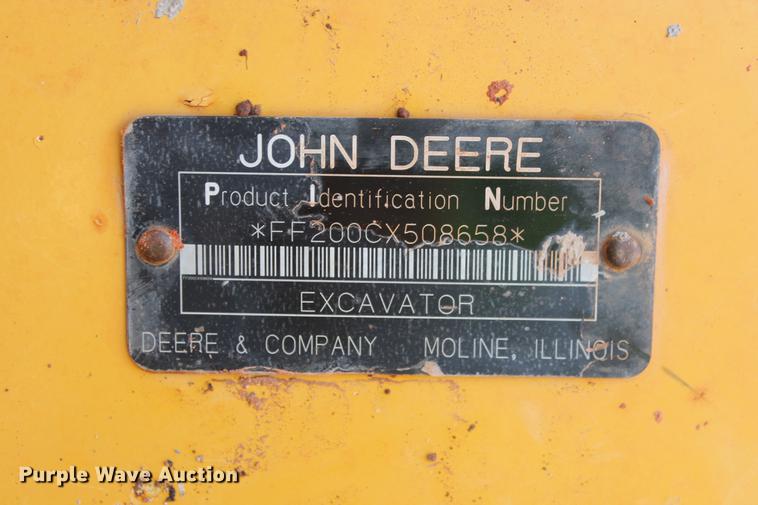 JOHN DEERE
Product Identification Number
*FF200CX508658*
EXCAVATOR
DEERE & COMPANY MOLINE, ILLINOIS
Purple Wave Auction